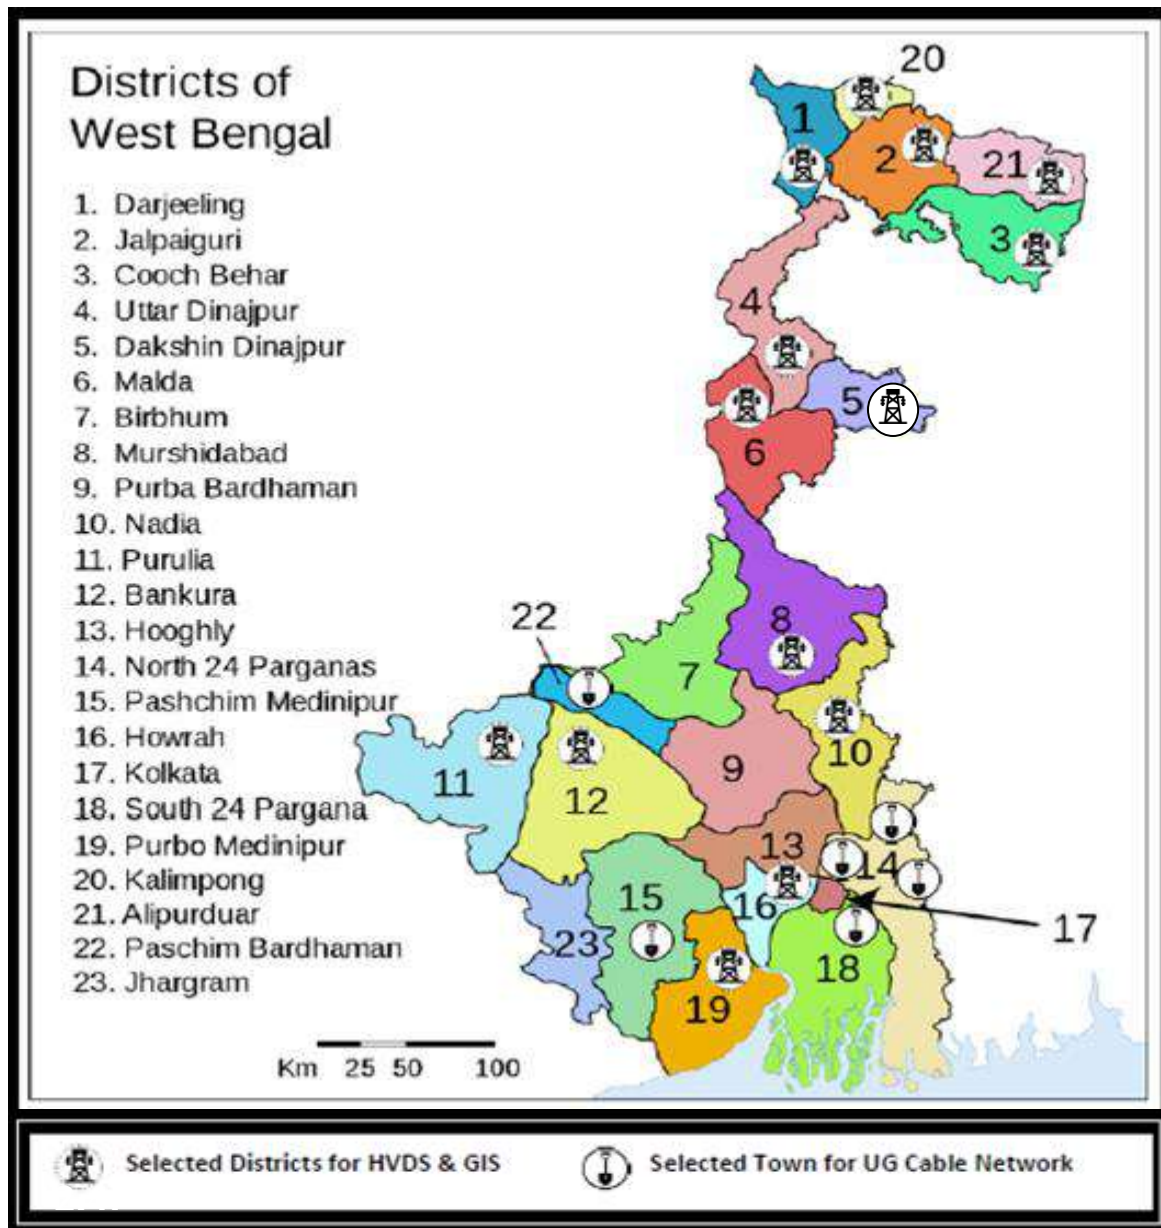 Districts of
West Bengal
1. Darjeeling
2. Jalpaiguri
3. Cooch Behar
4. Uttar Dinajpur
5. Dakshin Dinajpur
6. Malda
7. Birbhum
8. Murshidabad
9. Purba Bardhaman
10. Nadia
11. Purulia
12. Bankura
13. Hooghly
14. North 24 Parganas
15. Pashchim Medinipur
16. Howrah
17. Kolkata
18. South 24 Pargana
19. Purbo Medinipur
20. Kalimpong
21. Alipurduar
22. Paschim Bardhaman
23. Jhargram
20
1
2
21
3
4
5
6
8
22
7
10
9
11
12
13
14
15
16
17
23
18
19
Km 25 50 100
Selected Districts for HVDS & GIS
Selected Town for UG Cable Network